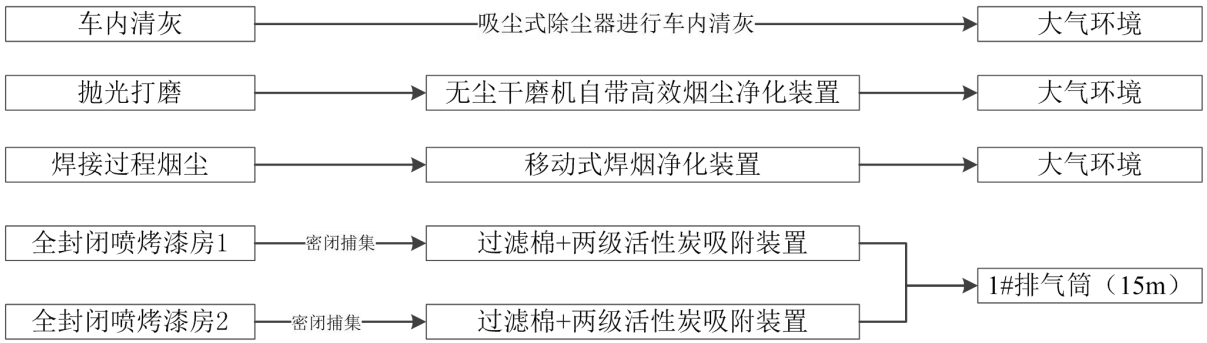 车内清灰
吸尘式除尘器进行车内清灰
大气环境
抛光打磨
无尘干磨机自带高效烟尘净化装置
大气环境
焊接过程烟尘
移动式焊烟净化装置
大气环境
全封闭喷烤漆房1
密闭捕集
过滤棉+两级活性炭吸附装置
1#排气筒（15m）
全封闭喷烤漆房2
密闭捕集
过滤棉+两级活性炭吸附装置